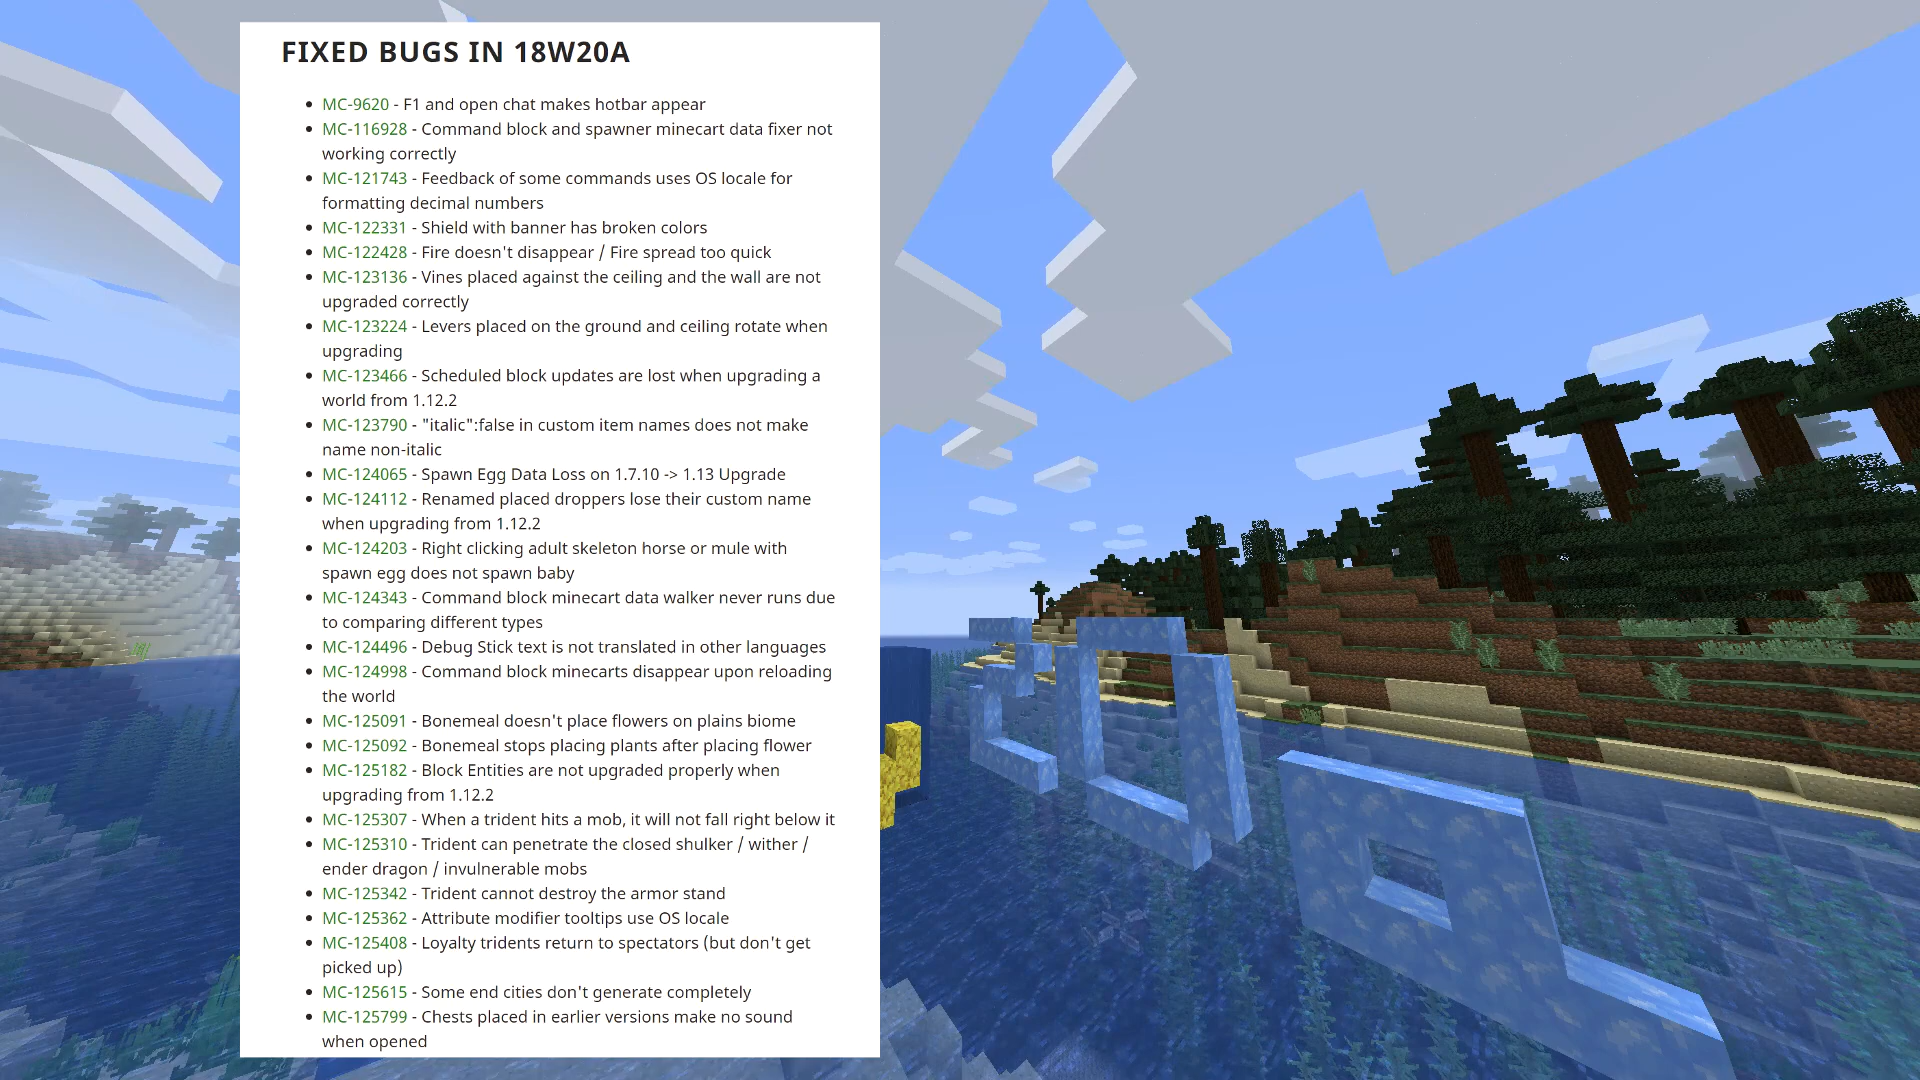 FIXED BUGS IN 18W20A
MC-9620 - F1 and open chat makes hotbar appear
MC-116928 - Command block and spawner minecart data fixer not
working correctly
MC-121743 - Feedback of some commands uses OS locale for
formatting decimal numbers
MC-122331 - Shield with banner has broken colors
MC-122428 - Fire doesn't disappear / Fire spread too quick
MC-123136 - Vines placed against the ceiling and the wall are not
upgraded correctly
MC-123224 - Levers placed on the ground and ceiling rotate when
upgrading
MC-123466 - Scheduled block updates are lost when upgrading a
world from 1.12.2
MC-123790 - "italic":false in custom item names does not make
name non-italic
MC-124065 - Spawn Egg Data Loss on 1.7.10 -> 1.13 Upgrade
MC-124112 - Renamed placed droppers lose their custom name
when upgrading from 1.12.2
MC-124203 - Right clicking adult skeleton horse or mule with
spawn egg does not spawn baby
MC-124343 - Command block minecart data walker never runs due
to comparing different types
MC-124496 - Debug Stick text is not translated in other languages
MC-124998 - Command block minecarts disappear upon reloading
the world
MC-125091 - Bonemeal doesn't place flowers on plains biome
MC-125092 - Bonemeal stops placing plants after placing flower
MC-125182 - Block Entities are not upgraded properly when
upgrading from 1.12.2
MC-125307 - When a trident hits a mob, it will not fall right below it
MC-125310 - Trident can penetrate the closed shulker / wither /
ender dragon / invulnerable mobs
MC-125342 - Trident cannot destroy the armor stand
MC-125362 - Attribute modifier tooltips use OS locale
MC-125408 - Loyalty tridents return to spectators (but don't get
picked up)
MC-125615 - Some end cities don't generate completely
MC-125799 - Chests placed in earlier versions make no sound
when opened